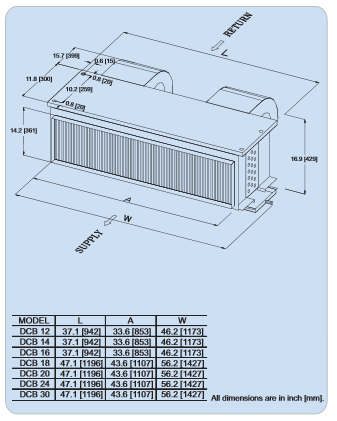 RETURN
L
15.7 [399]
0.6 [15]
11.8 [300]
0.8 [20]
10.2 [259]
0.8 [20]
14.2 [361]
16.9 [429]
A
W
SUPPLY
MODEL L A W
DCB 12 37.1 [942] 33.6 [853] 46.2 [1173]
DCB 14 37.1 [942] 33.6 [853] 46.2 [1173]
DCB 16 37.1 [942] 33.6 [853] 46.2 [1173]
DCB 18 47.1 [1196] 43.6 [1107] 56.2 [1427]
DCB 20 47.1 [1196] 43.6 [1107] 56.2 [1427]
DCB 24 47.1 [1196] 43.6 [1107] 56.2 [1427]
DCB 30 47.1 [1196] 43.6 [1107] 56.2 [1427]
All dimensions are in inch [mm].